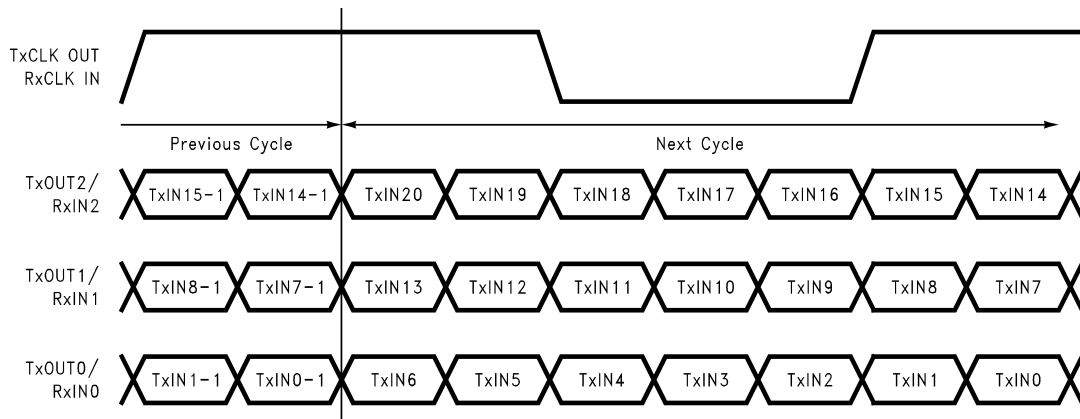 TxCLK OUT
RxCLK IN
Previous Cycle
Next Cycle
TxOUT2/
RxIN2
TxIN15-1 TxIN14-1 TxIN20 TxIN19 TxIN18 TxIN17 TxIN16 TxIN15 TxIN14
TxOUT1/
RxIN1
TxIN8-1 TxIN7-1 TxIN13 TxIN12 TxIN11 TxIN10 TxIN9 TxIN8 TxIN7
TxOUT0/
RxIN0
TxIN1-1 TxIN0-1 TxIN6 TxIN5 TxIN4 TxIN3 TxIN2 TxIN1 TxIN0